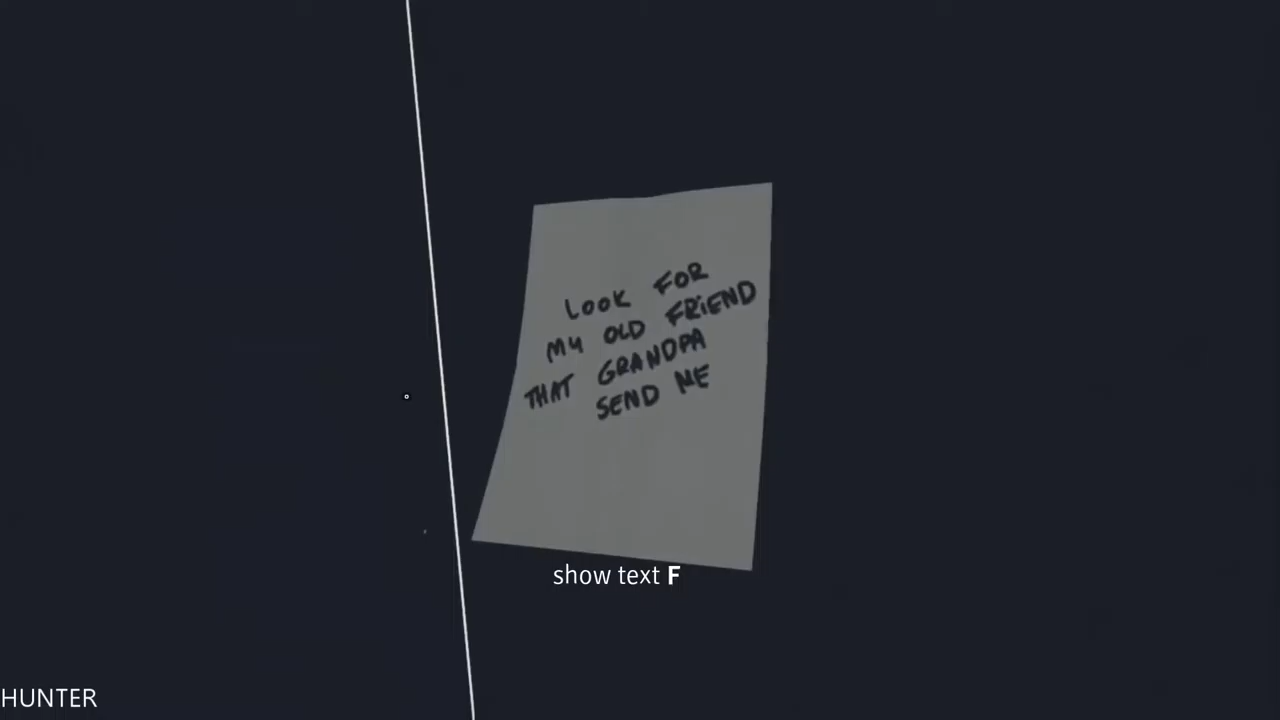 LOOK FOR
MY OLD FRIEND
THAT GRANDPA
SEND ME
show text F
HUNTER